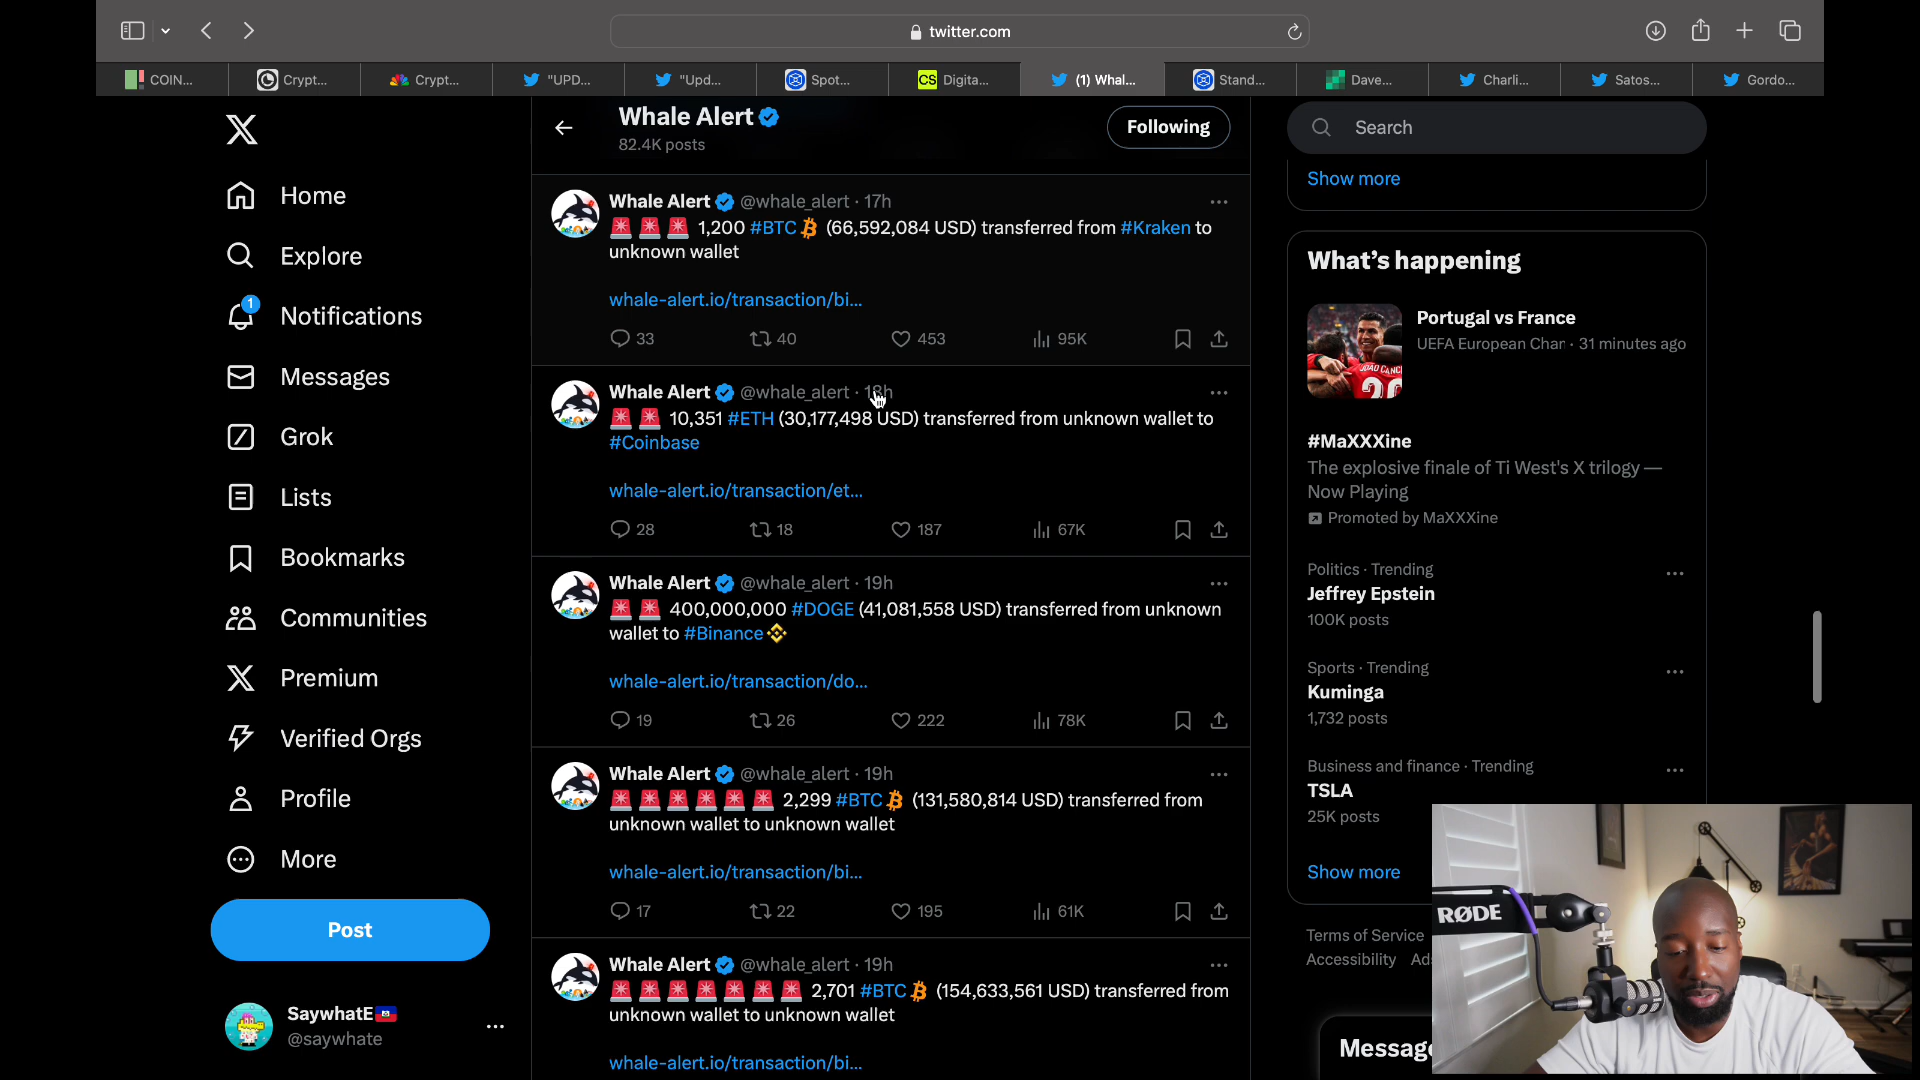 twitter.com
COIN...
Crypt...
Crypt...
"UPD...
"Upd...
Spot...
CS Digita...
(1) Whal...
Stand...
Dave...
Charli...
Satos...
Gordo...
Home
Explore
1
Notifications
Messages
Grok
Lists
Bookmarks
Communities
Premium
Verified Orgs
Profile
More
Post
SaywhatE
@saywhate
Whale Alert
82.4K posts
Following
Whale Alert @whale_alert · 17h
1,200 #BTC (66,592,084 USD) transferred from #Kraken to
unknown wallet
whale-alert.io/transaction/bi...
33 40 453 95K
Whale Alert @whale_alert · 18h
10,351 #ETH (30,177,498 USD) transferred from unknown wallet to
#Coinbase
whale-alert.io/transaction/et...
28 18 187 67K
Whale Alert @whale_alert · 19h
400,000,000 #DOGE (41,081,558 USD) transferred from unknown
wallet to #Binance
whale-alert.io/transaction/do...
19 26 222 78K
Whale Alert @whale_alert · 19h
2,299 #BTC (131,580,814 USD) transferred from
unknown wallet to unknown wallet
whale-alert.io/transaction/bi...
17 22 195 61K
Whale Alert @whale_alert · 19h
2,701 #BTC (154,633,561 USD) transferred from
unknown wallet to unknown wallet
whale-alert.io/transaction/bi...
Search
Show more
What's happening
Portugal vs France
UEFA European Chan · 31 minutes ago
#MaXXXine
The explosive finale of Ti West's X trilogy —
Now Playing
Promoted by MaXXXine
Politics · Trending
Jeffrey Epstein
100K posts
Sports · Trending
Kuminga
1,732 posts
Business and finance · Trending
TSLA
25K posts
Show more
Terms of Service
Accessibility Ad
Messag
RØDE